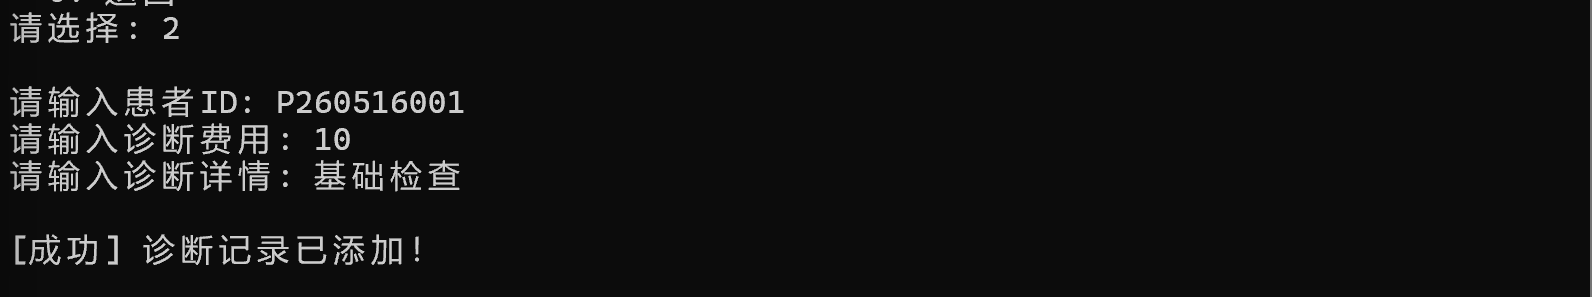 请选择: 2
请输入患者ID: P260516001
请输入诊断费用: 10
请输入诊断详情: 基础检查
[成功] 诊断记录已添加!